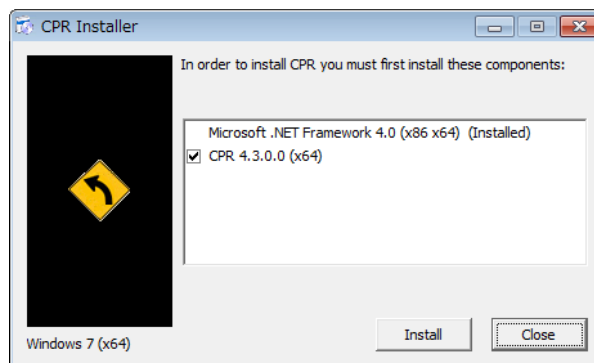 CPR Installer
In order to install CPR you must first install these components:
Microsoft .NET Framework 4.0 (x86 x64) (Installed)
CPR 4.3.0.0 (x64)
Windows 7 (x64)
Install
Close